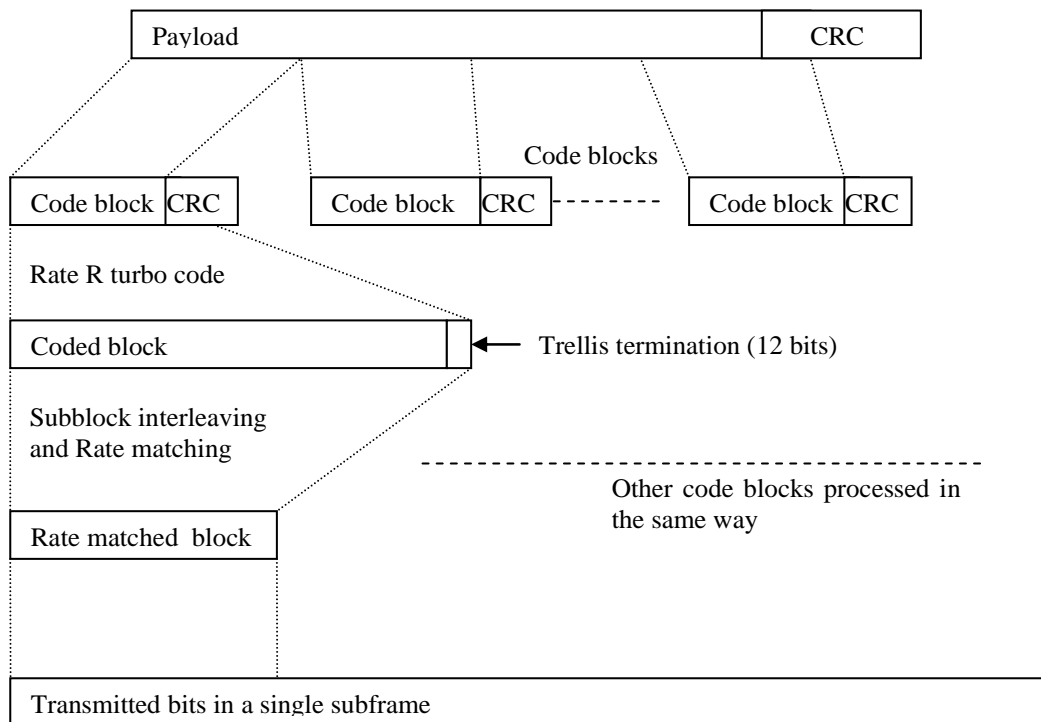 Payload
CRC
Code blocks
Code block CRC
Code block CRC
Code block CRC
Rate R turbo code
Coded block
Trellis termination (12 bits)
Subblock interleaving
and Rate matching
Other code blocks processed in
the same way
Rate matched block
Transmitted bits in a single subframe